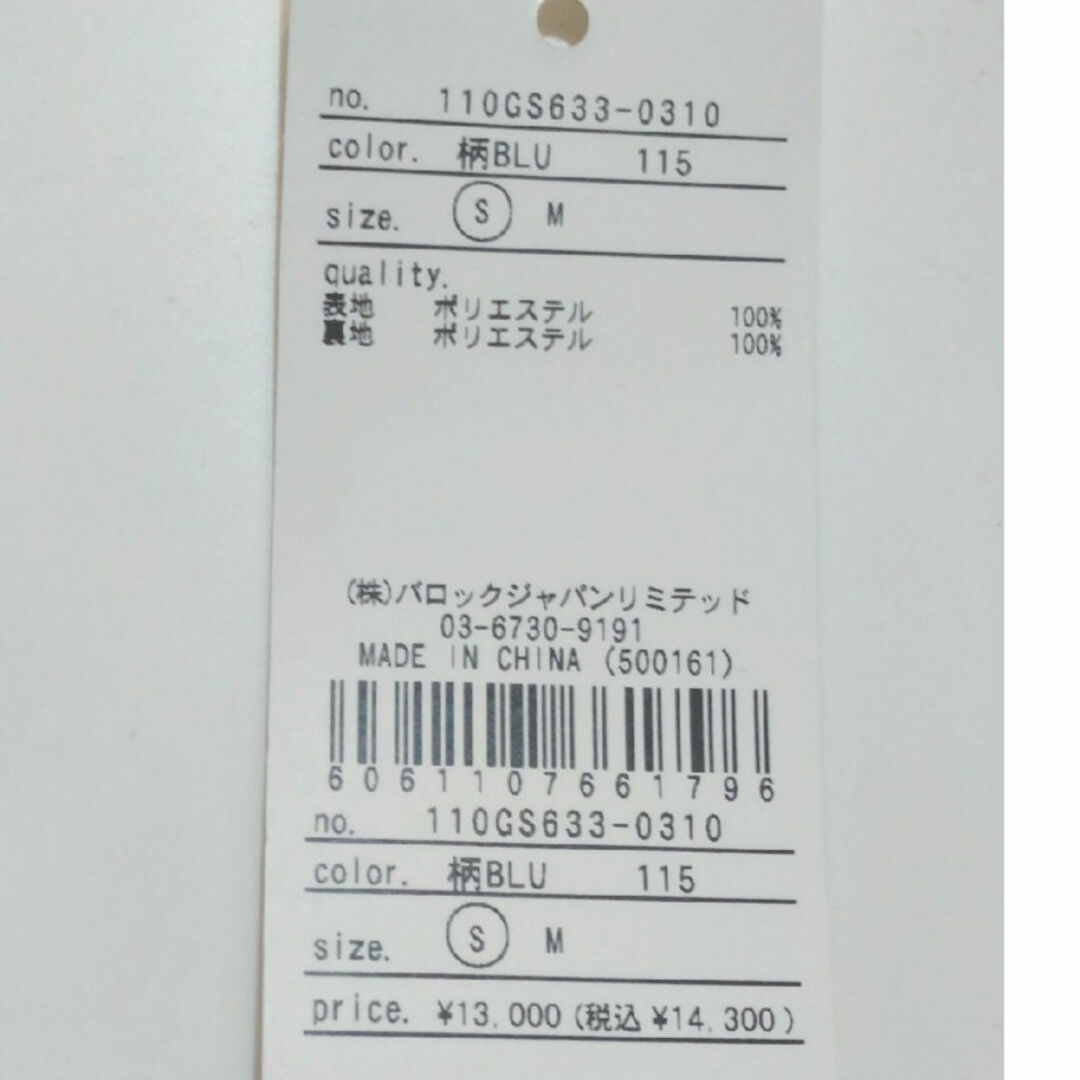 no. 110GS633-0310
color. 柄BLU 115
size. S M
quality.
表地 ポリエステル 100%
裏地 ポリエステル 100%
(株)バロックジャパンリミテッド
03-6730-9191
MADE IN CHINA (500161)
6061107661796
no. 110GS633-0310
color. 柄BLU 115
size. S M
price. ¥13,000 (税込 ¥14,300)